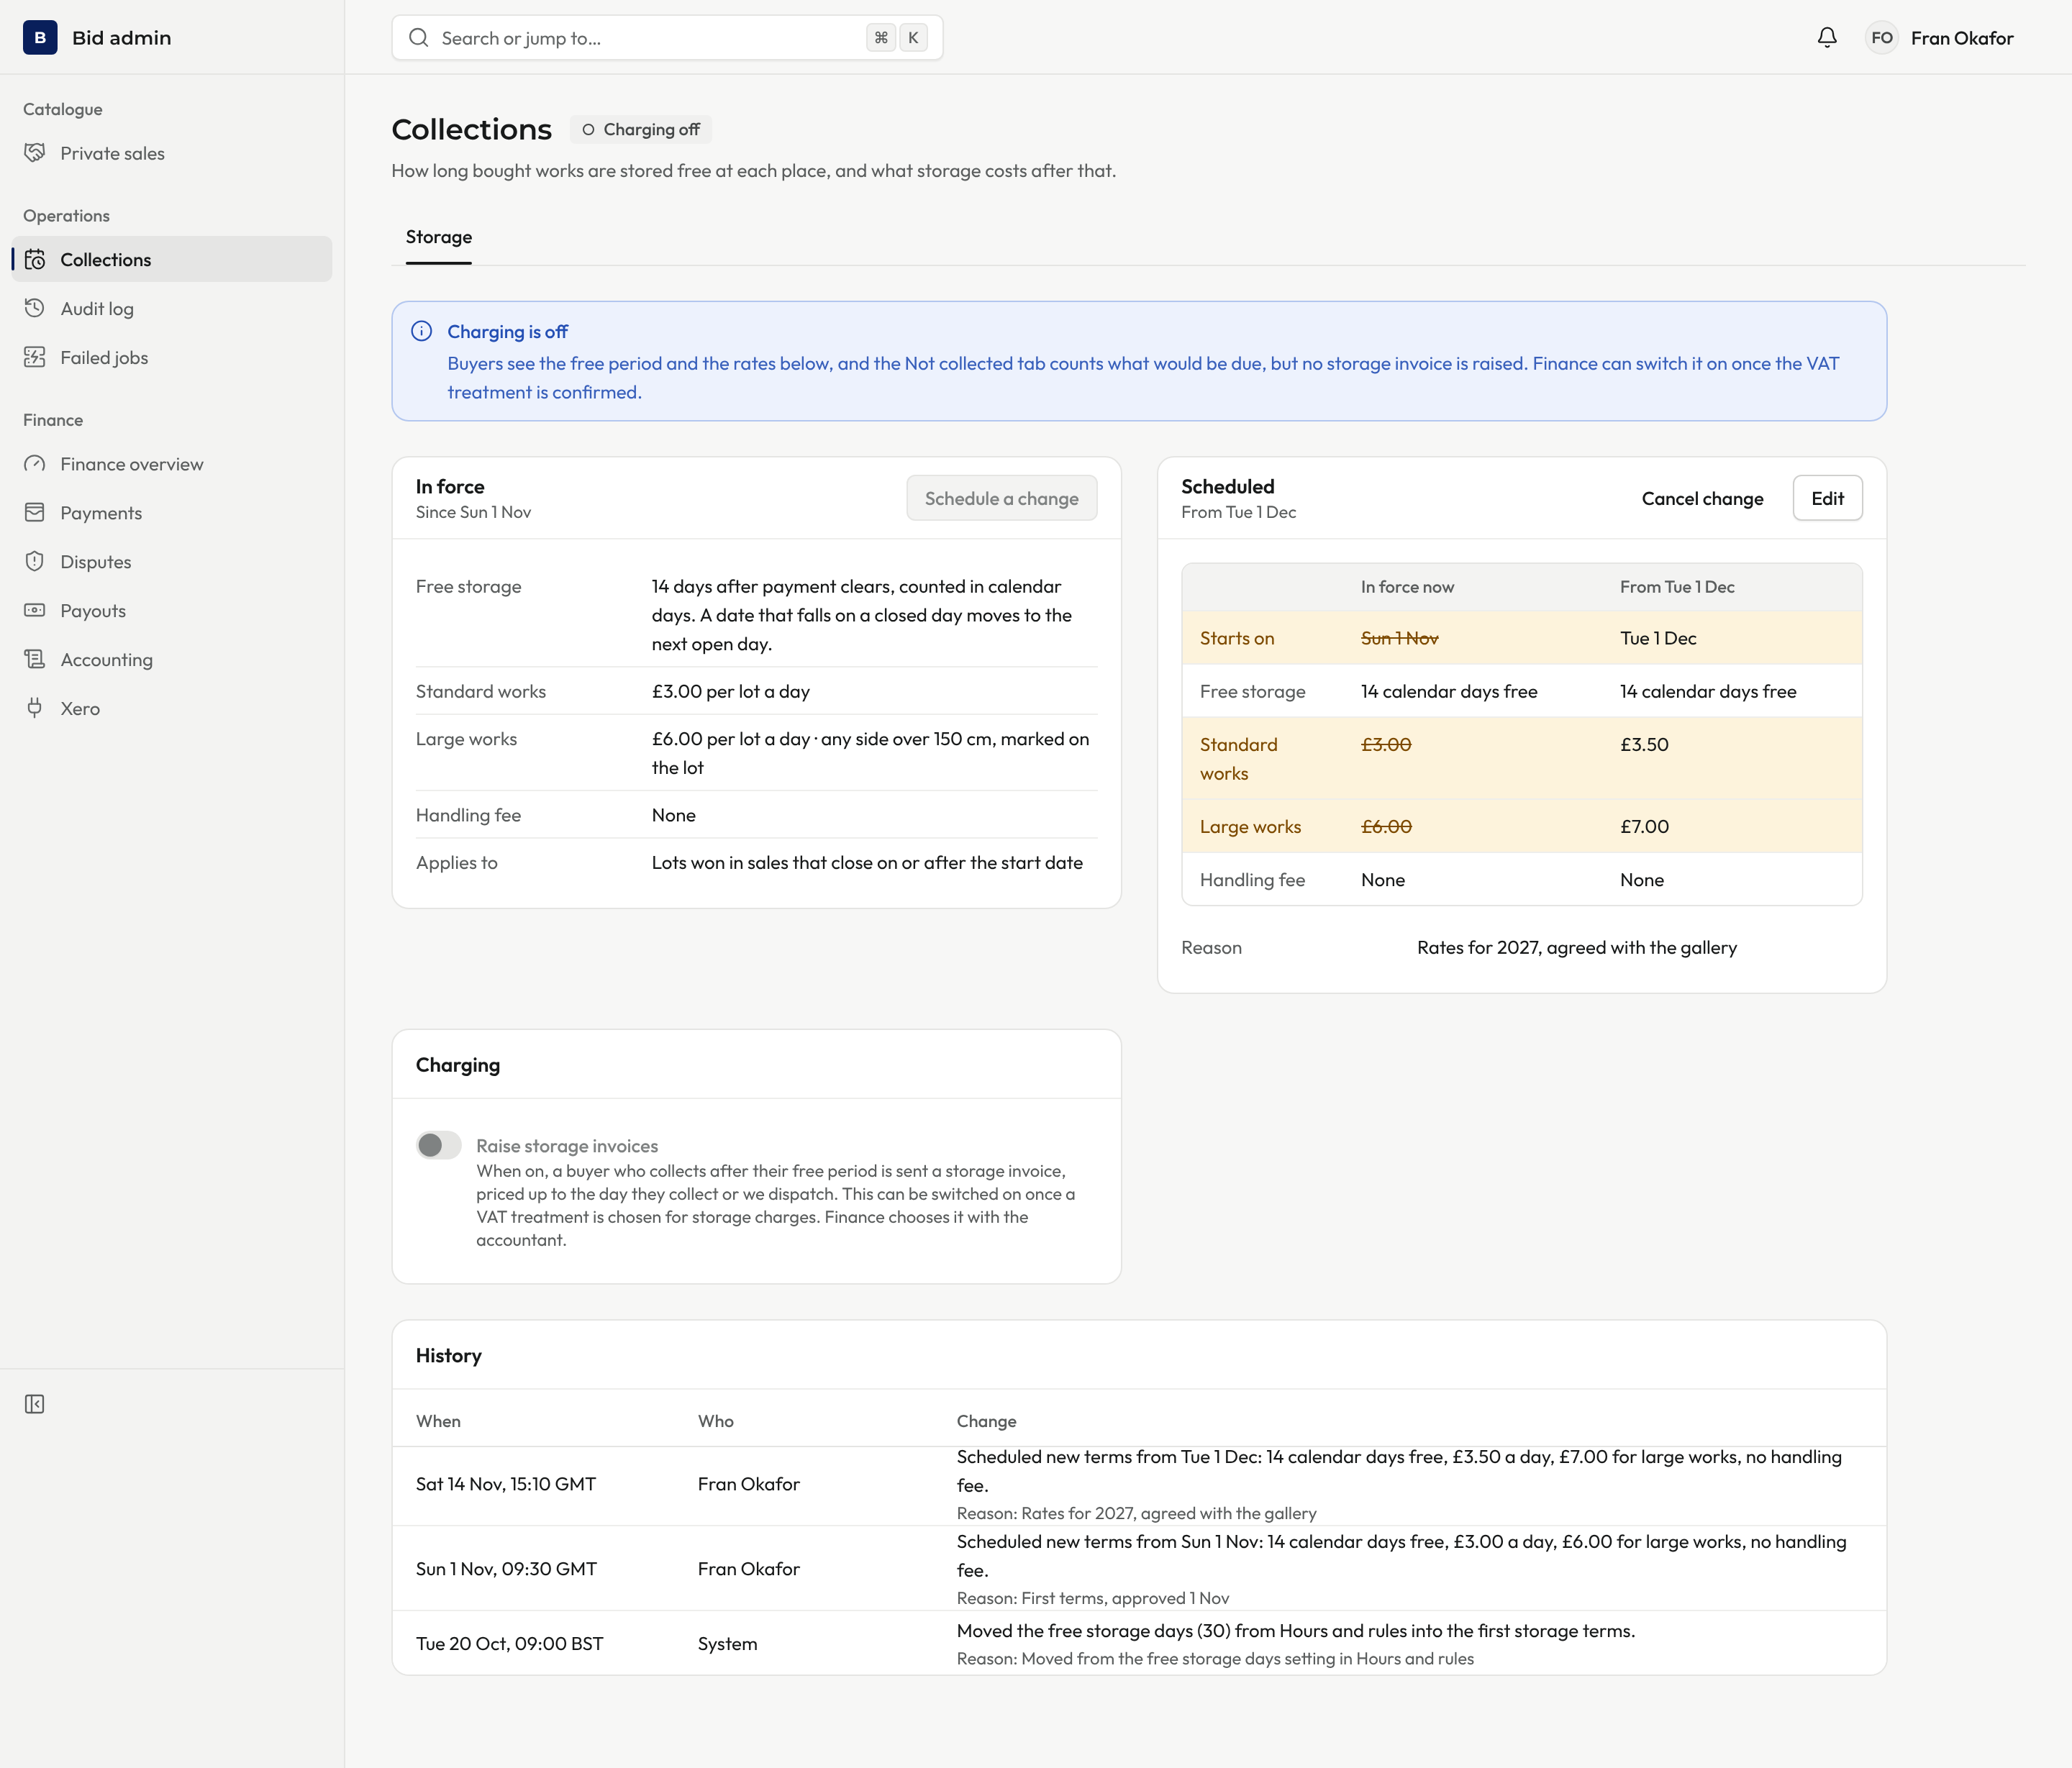 B Bid admin
Search or jump to...
⌘ K
FO Fran Okafor
Catalogue
Private sales
Operations
Collections
Audit log
Failed jobs
Finance
Finance overview
Payments
Disputes
Payouts
Accounting
Xero
Collections
Charging off
How long bought works are stored free at each place, and what storage costs after that.
Storage
Charging is off
Buyers see the free period and the rates below, and the Not collected tab counts what would be due, but no storage invoice is raised. Finance can switch it on once the VAT
treatment is confirmed.
In force
Since Sun 1 Nov
Schedule a change
Free storage
14 days after payment clears, counted in calendar
days. A date that falls on a closed day moves to the
next open day.
Standard works
£3.00 per lot a day
Large works
£6.00 per lot a day · any side over 150 cm, marked on
the lot
Handling fee
None
Applies to
Lots won in sales that close on or after the start date
Scheduled
From Tue 1 Dec
Cancel change
Edit
In force now
From Tue 1 Dec
Starts on
Sun 1 Nov
Tue 1 Dec
Free storage
14 calendar days free
14 calendar days free
Standard
works
£3.00
£3.50
Large works
£6.00
£7.00
Handling fee
None
None
Reason
Rates for 2027, agreed with the gallery
Charging
Raise storage invoices
When on, a buyer who collects after their free period is sent a storage invoice,
priced up to the day they collect or we dispatch. This can be switched on once a
VAT treatment is chosen for storage charges. Finance chooses it with the
accountant.
History
When
Who
Change
Sat 14 Nov, 15:10 GMT
Fran Okafor
Scheduled new terms from Tue 1 Dec: 14 calendar days free, £3.50 a day, £7.00 for large works, no handling
fee.
Reason: Rates for 2027, agreed with the gallery
Sun 1 Nov, 09:30 GMT
Fran Okafor
Scheduled new terms from Sun 1 Nov: 14 calendar days free, £3.00 a day, £6.00 for large works, no handling
fee.
Reason: First terms, approved 1 Nov
Tue 20 Oct, 09:00 BST
System
Moved the free storage days (30) from Hours and rules into the first storage terms.
Reason: Moved from the free storage days setting in Hours and rules